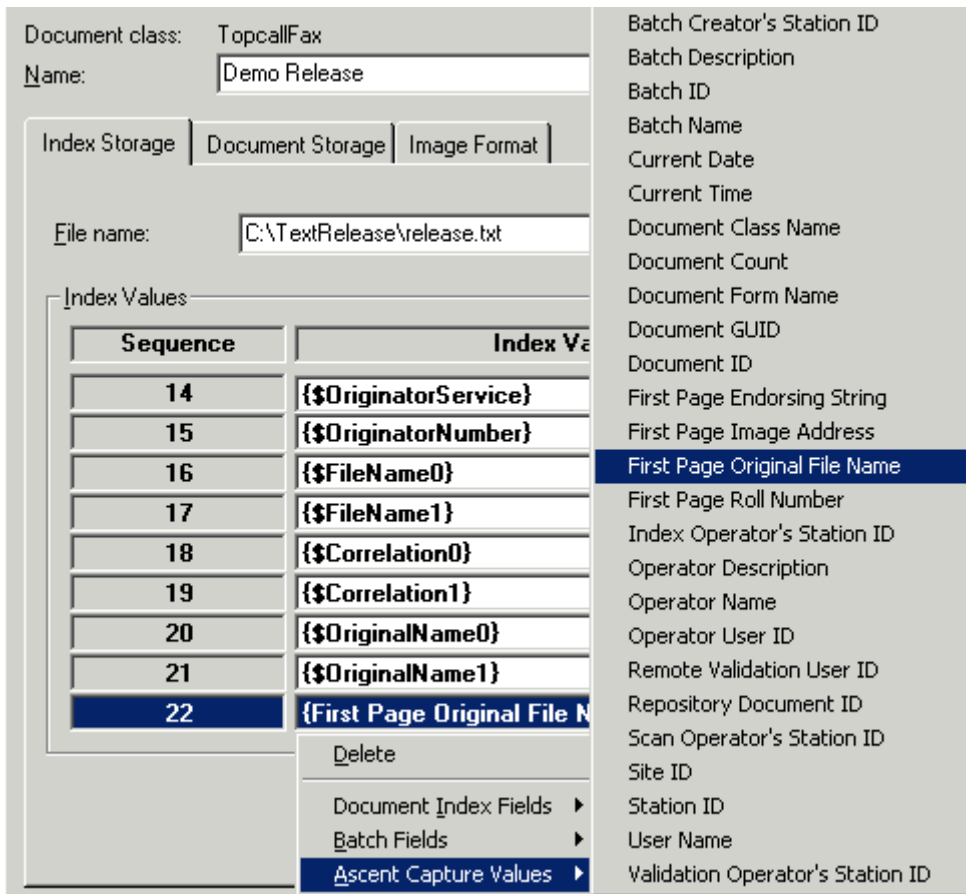 Document class: TopcallFax
Name: Demo Release
Index Storage Document Storage Image Format
File name: C:\TextRelease\release.txt
Index Values
Sequence Index Va
14 {$OriginatorService}
15 {$OriginatorNumber}
16 {$FileName0}
17 {$FileName1}
18 {$Correlation0}
19 {$Correlation1}
20 {$OriginalName0}
21 {$OriginalName1}
22 {First Page Original File N
Delete
Document Index Fields
Batch Fields
Ascent Capture Values
Batch Creator's Station ID
Batch Description
Batch ID
Batch Name
Current Date
Current Time
Document Class Name
Document Count
Document Form Name
Document GUID
Document ID
First Page Endorsing String
First Page Image Address
First Page Original File Name
First Page Roll Number
Index Operator's Station ID
Operator Description
Operator Name
Operator User ID
Remote Validation User ID
Repository Document ID
Scan Operator's Station ID
Site ID
Station ID
User Name
Validation Operator's Station ID